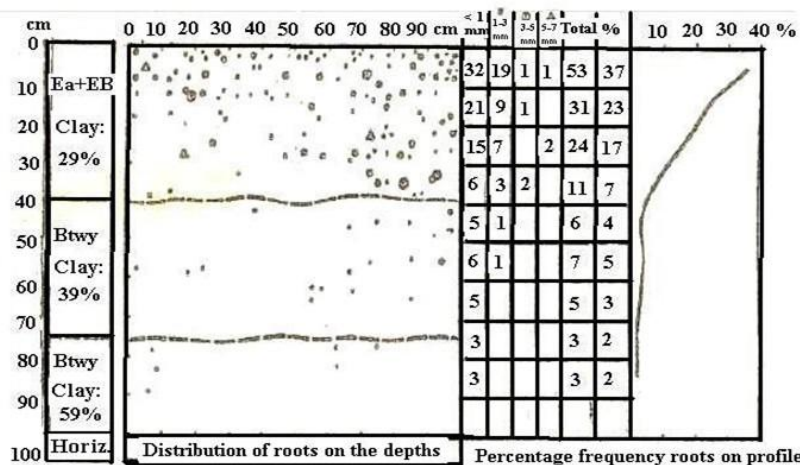 cm
0
10
20
30
40
50
60
70
80
90
100
Ea+EB
Clay:
29%
Btwy
Clay:
39%
Btwy
Clay:
59%
Horiz.
0 10 20 30 40 50 60 70 80 90 cm
< 1 mm 1-3 mm 3-5 mm 5-7 mm Total %
32 19 1 1 53 37
21 9 1 31 23
15 7 2 24 17
6 3 2 11 7
5 1 6 4
6 1 7 5
5 5 3
3 3 2
3 3 2
10 20 30 40 %
Distribution of roots on the depths
Percentage frequency roots on profile